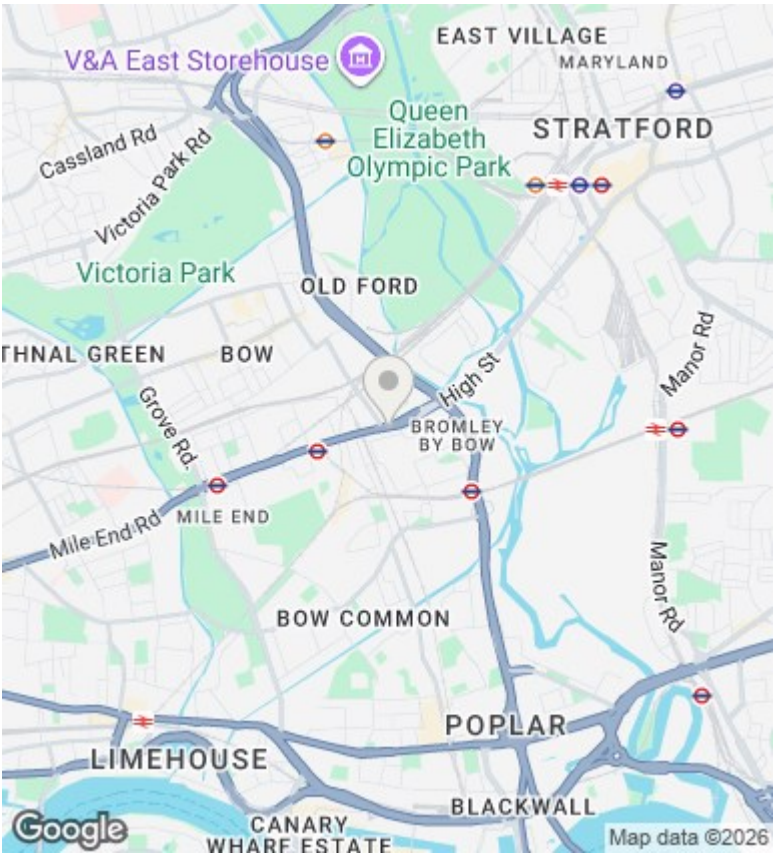 EAST VILLAGE
V&A East Storehouse
MARYLAND
Queen
Elizabeth
Olympic Park
STRATFORD
Cassland Rd
Victoria Park Rd
Victoria Park
OLD FORD
THNAL GREEN
BOW
Manor Rd
High St
Grove Rd.
BROMLEY
BY BOW
MILE END
Mile End Rd
Manor Rd
BOW COMMON
POPLAR
LIMEHOUSE
BLACKWALL
CANARY
WHARF ESTATE
Google
Map data ©2026